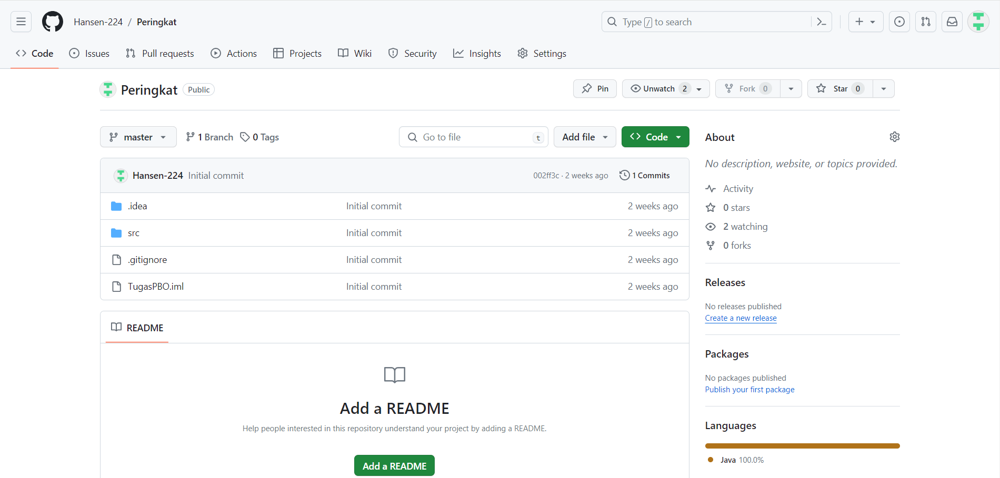 Hansen-224 / Peringkat
Type / to search
Code Issues Pull requests Actions Projects Wiki Security Insights Settings
Peringkat Public
Pin Unwatch 2 Fork 0 Star 0
master 1 Branch 0 Tags
Go to file t Add file Code
Hansen-224 Initial commit 002ff3c · 2 weeks ago 1 Commits
.idea Initial commit 2 weeks ago
src Initial commit 2 weeks ago
.gitignore Initial commit 2 weeks ago
TugasPBO.iml Initial commit 2 weeks ago
README
Add a README
Help people interested in this repository understand your project by adding a README.
Add a README
About
No description, website, or topics provided.
Activity
0 stars
2 watching
0 forks
Releases
No releases published
Create a new release
Packages
No packages published
Publish your first package
Languages
Java 100.0%